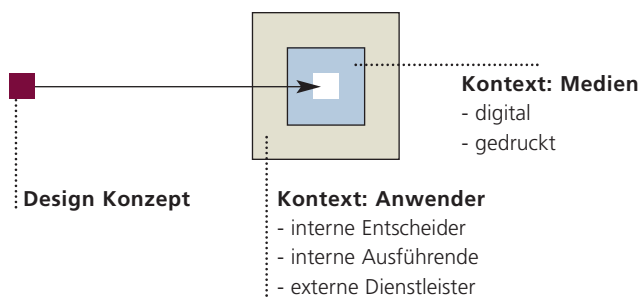 Kontext: Medien
- digital
- gedruckt
Design Konzept
Kontext: Anwender
- interne Entscheider
- interne Ausführende
- externe Dienstleister